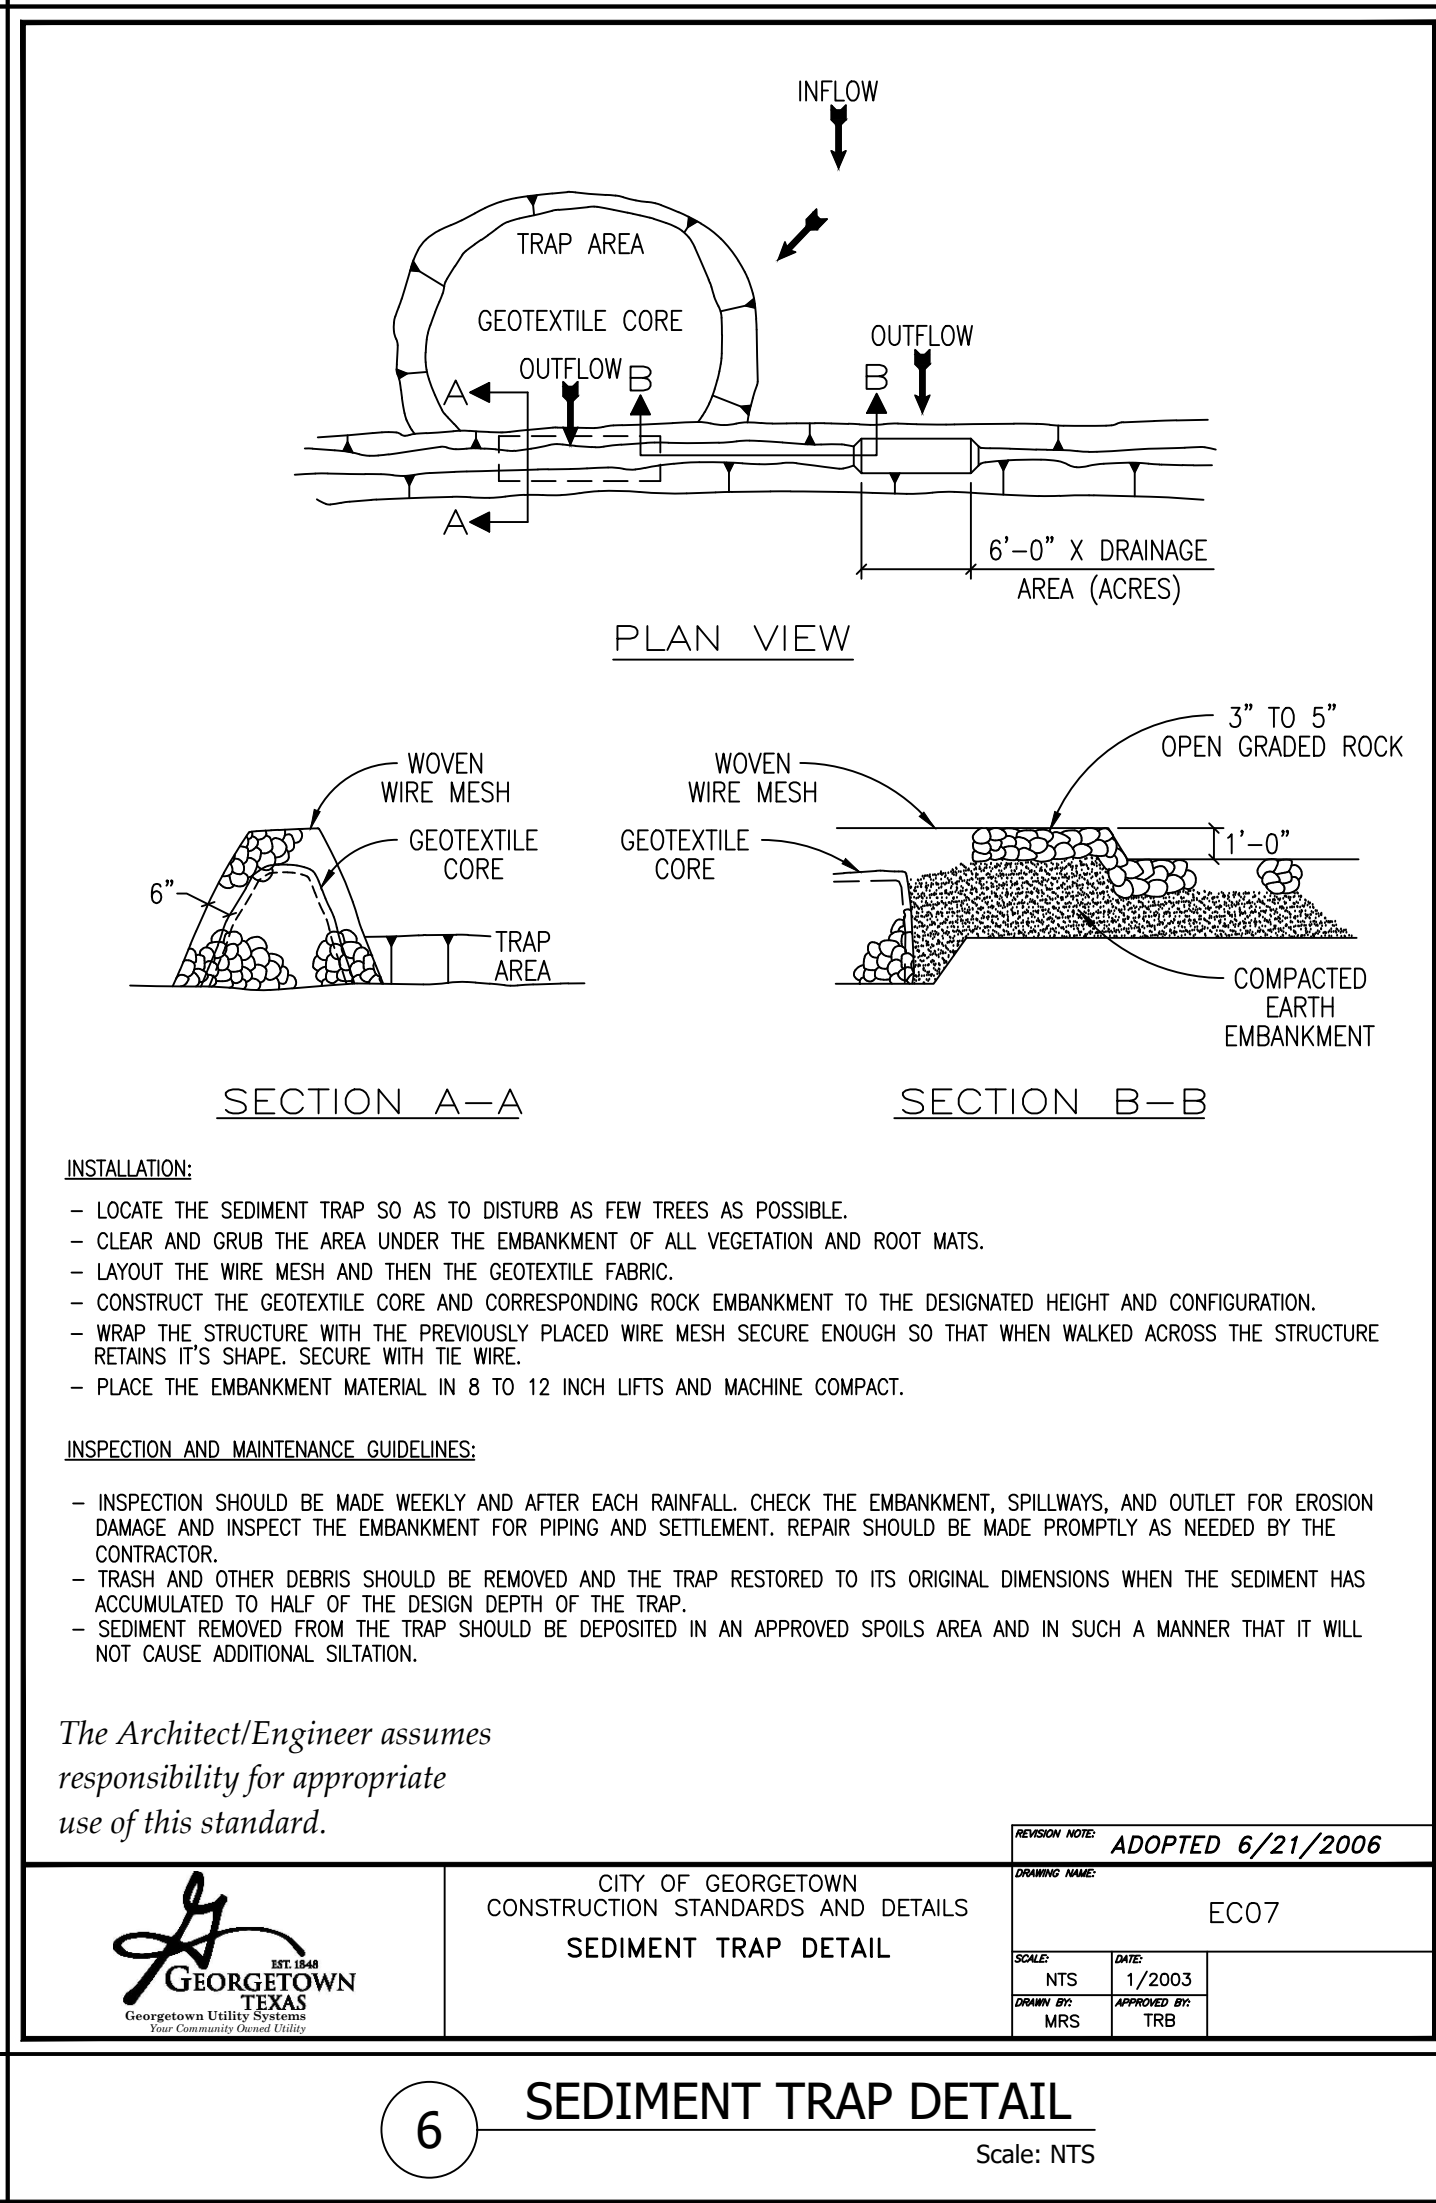 INFLOW
TRAP AREA
GEOTEXTILE CORE
OUTFLOW
OUTFLOW
A
B
B
A
6'-0" X DRAINAGE
AREA (ACRES)
PLAN VIEW
WOVEN
WIRE MESH
GEOTEXTILE
CORE
6"
TRAP
AREA
SECTION A-A
3" TO 5"
OPEN GRADED ROCK
WOVEN
WIRE MESH
GEOTEXTILE
CORE
1'-0"
COMPACTED
EARTH
EMBANKMENT
SECTION B-B
INSTALLATION:
- LOCATE THE SEDIMENT TRAP SO AS TO DISTURB AS FEW TREES AS POSSIBLE.
- CLEAR AND GRUB THE AREA UNDER THE EMBANKMENT OF ALL VEGETATION AND ROOT MATS.
- LAYOUT THE WIRE MESH AND THEN THE GEOTEXTILE FABRIC.
- CONSTRUCT THE GEOTEXTILE CORE AND CORRESPONDING ROCK EMBANKMENT TO THE DESIGNATED HEIGHT AND CONFIGURATION.
- WRAP THE STRUCTURE WITH THE PREVIOUSLY PLACED WIRE MESH SECURE ENOUGH SO THAT WHEN WALKED ACROSS THE STRUCTURE
RETAINS IT'S SHAPE. SECURE WITH TIE WIRE.
- PLACE THE EMBANKMENT MATERIAL IN 8 TO 12 INCH LIFTS AND MACHINE COMPACT.
INSPECTION AND MAINTENANCE GUIDELINES:
- INSPECTION SHOULD BE MADE WEEKLY AND AFTER EACH RAINFALL. CHECK THE EMBANKMENT, SPILLWAYS, AND OUTLET FOR EROSION
DAMAGE AND INSPECT THE EMBANKMENT FOR PIPING AND SETTLEMENT. REPAIR SHOULD BE MADE PROMPTLY AS NEEDED BY THE
CONTRACTOR.
- TRASH AND OTHER DEBRIS SHOULD BE REMOVED AND THE TRAP RESTORED TO ITS ORIGINAL DIMENSIONS WHEN THE SEDIMENT HAS
ACCUMULATED TO HALF OF THE DESIGN DEPTH OF THE TRAP.
- SEDIMENT REMOVED FROM THE TRAP SHOULD BE DEPOSITED IN AN APPROVED SPOILS AREA AND IN SUCH A MANNER THAT IT WILL
NOT CAUSE ADDITIONAL SILTATION.
The Architect/Engineer assumes
responsibility for appropriate
use of this standard.
REVISION NOTE:
ADOPTED 6/21/2006
EST. 1848
GEORGETOWN
TEXAS
Georgetown Utility Systems
Your Community Owned Utility
CITY OF GEORGETOWN
CONSTRUCTION STANDARDS AND DETAILS
SEDIMENT TRAP DETAIL
DRAWING NAME:
EC07
SCALE:
NTS
DATE:
1/2003
DRAWN BY:
MRS
APPROVED BY:
TRB
6
SEDIMENT TRAP DETAIL
Scale: NTS